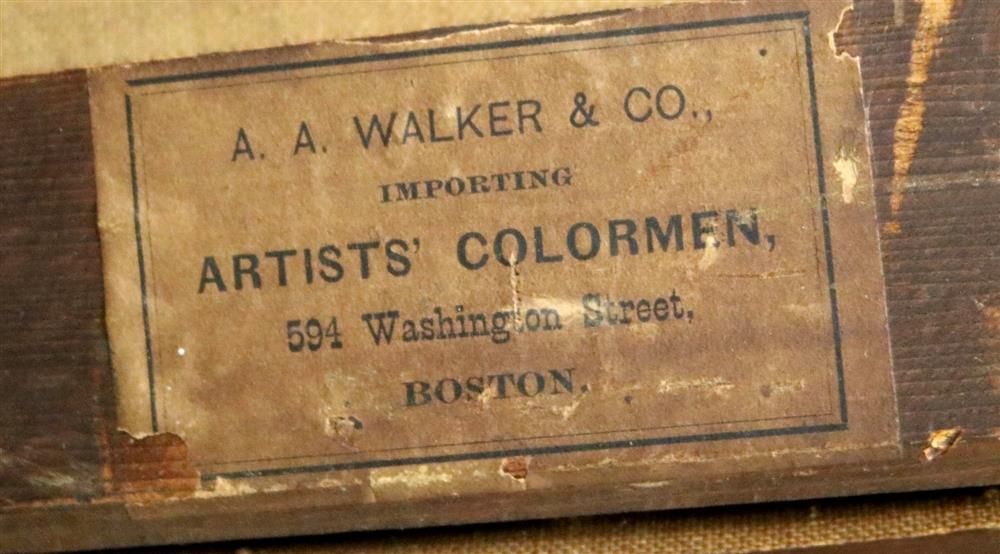 A. A. WALKER & CO.,
IMPORTING
ARTISTS' COLORMEN,
594 Washington Street,
BOSTON.